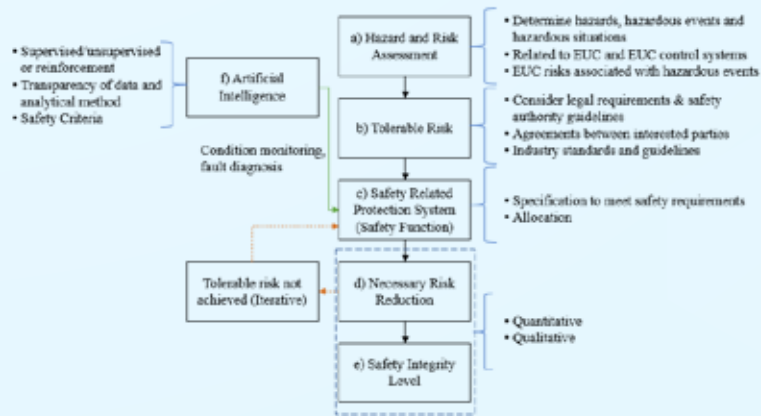 • Supervised/unsupervised
or reinforcement
• Transparency of data and
analytical method
• Safety Criteria
f) Artificial
Intelligence
Condition monitoring,
fault diagnosis
a) Hazard and Risk
Assessment
• Determine hazards, hazardous events and
hazardous situations
• Related to EUC and EUC control systems
• EUC risks associated with hazardous events
b) Tolerable Risk
• Consider legal requirements & safety
authority guidelines
• Agreements between interested parties
• Industry standards and guidelines
c) Safety Related
Protection System
(Safety Function)
• Specification to meet safety requirements
• Allocation
Tolerable risk not
achieved (Iterative)
d) Necessary Risk
Reduction
e) Safety Integrity
Level
• Quantitative
• Qualitative